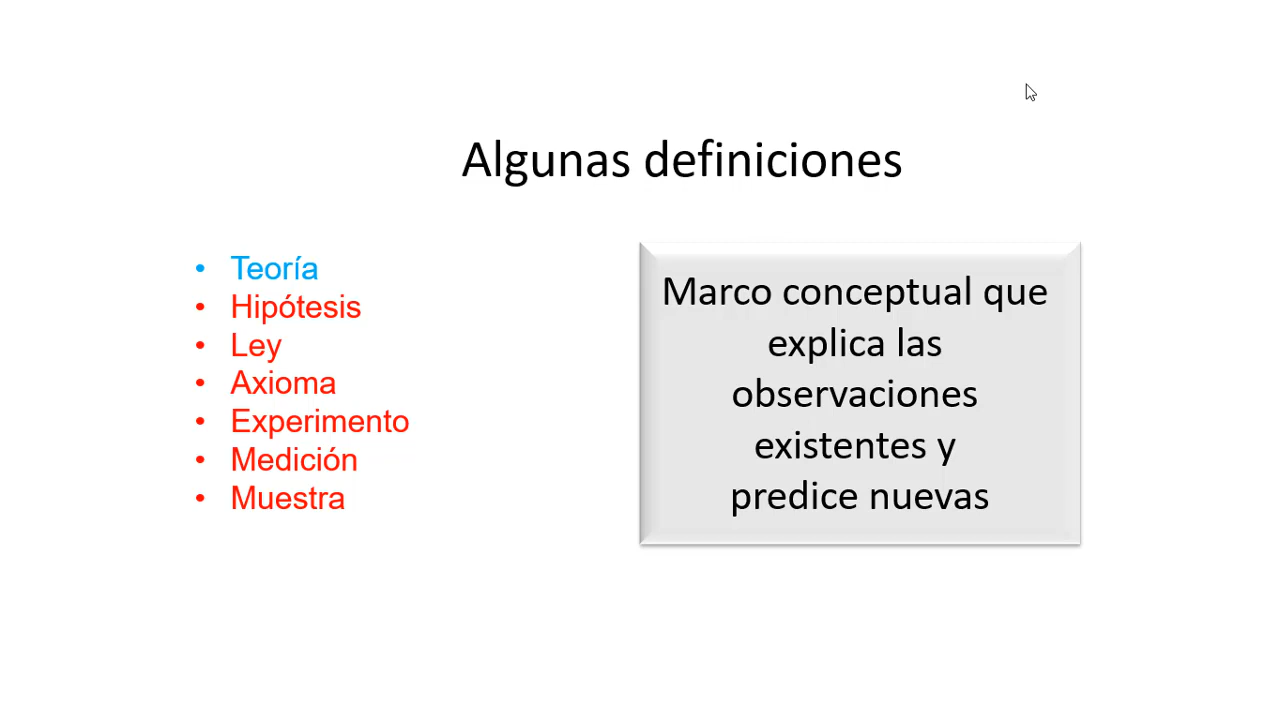 Algunas definiciones
• Teoría
• Hipótesis
• Ley
• Axioma
• Experimento
• Medición
• Muestra
Marco conceptual que
explica las
observaciones
existentes y
predice nuevas